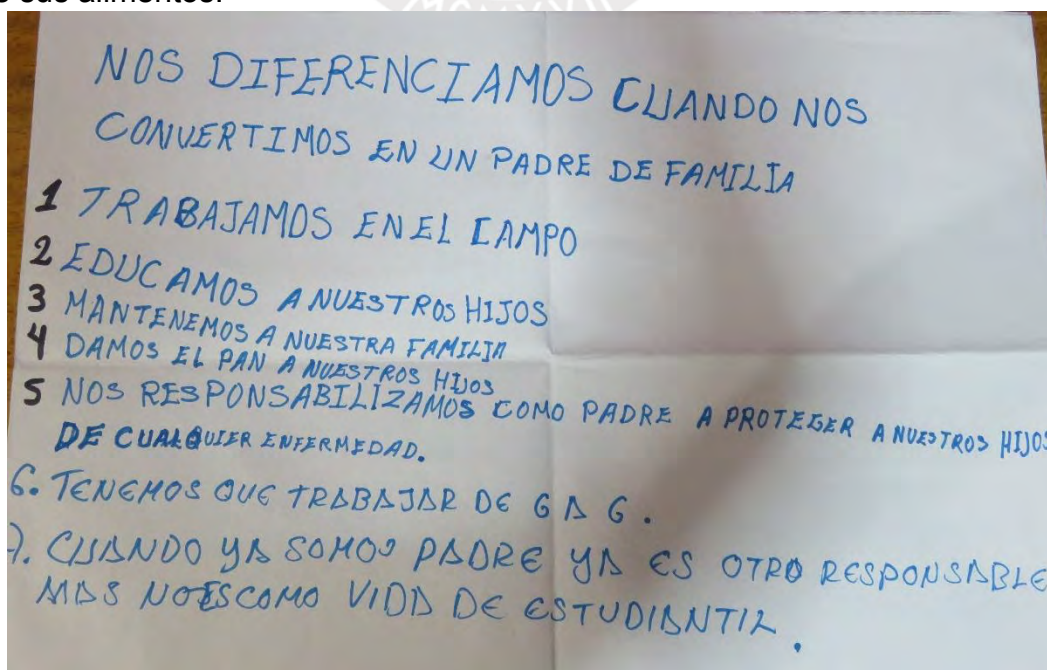 o sus alimentos.
NOS DIFERENCIAMOS CUANDO NOS
CONVERTIMOS EN UN PADRE DE FAMILIA
1 TRABAJAMOS EN EL CAMPO
2 EDUCAMOS A NUESTROS HIJOS
3 MANTENEMOS A NUESTRA FAMILIA
4 DAMOS EL PAN A NUESTROS HIJOS
5 NOS RESPONSABILIZAMOS COMO PADRE A PROTEGER A NUESTROS HIJOS
DE CUALQUIER ENFERMEDAD.
6. TENEMOS QUE TRABAJAR DE 6 A 6.
7. CUANDO YA SOMOS PADRE YA ES OTRO RESPONSABLE
MAS NO ES COMO VIDA DE ESTUDIANTIL.